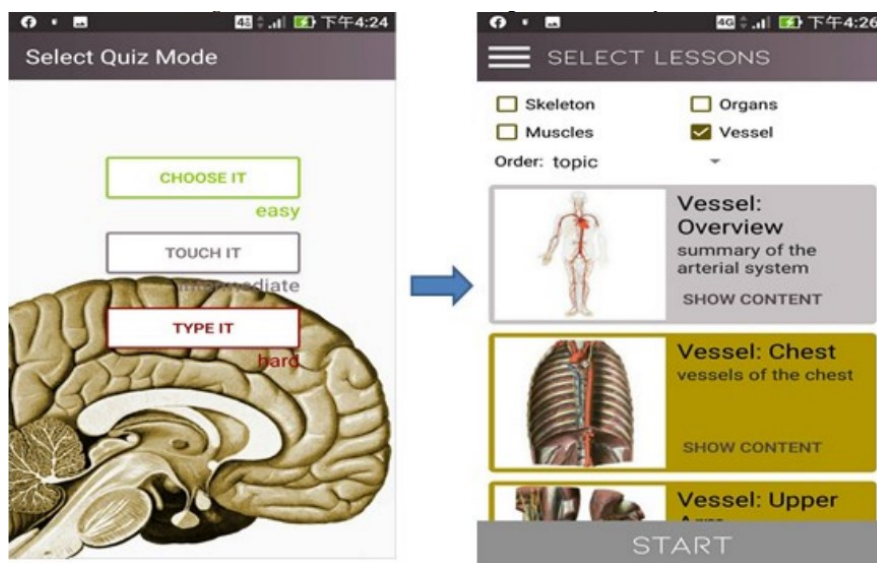 下午4:24
Select Quiz Mode
CHOOSE IT
easy
TOUCH IT
intermediate
TYPE IT
hard
4G 下午4:26
SELECT LESSONS
Skeleton
Organs
Muscles
Vessel
Order: topic
Vessel:
Overview
summary of the
arterial system
SHOW CONTENT
Vessel: Chest
vessels of the chest
SHOW CONTENT
Vessel: Upper
START